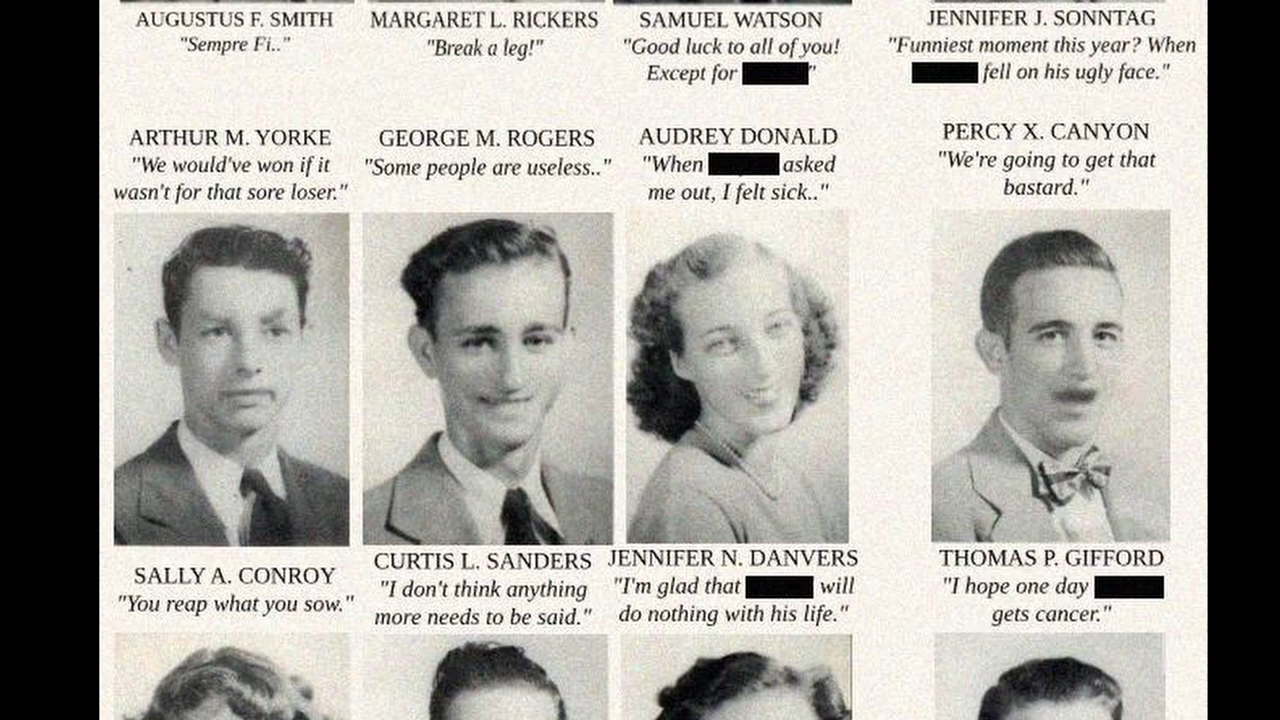 AUGUSTUS F. SMITH
"Sempre Fi.."
MARGARET L. RICKERS
"Break a leg!"
SAMUEL WATSON
"Good luck to all of you!
Except for "
JENNIFER J. SONNTAG
"Funniest moment this year? When
fell on his ugly face."
ARTHUR M. YORKE
"We would've won if it
wasn't for that sore loser."
GEORGE M. ROGERS
"Some people are useless.."
AUDREY DONALD
"When asked
me out, I felt sick.."
PERCY X. CANYON
"We're going to get that
bastard."
SALLY A. CONROY
"You reap what you sow."
CURTIS L. SANDERS
"I don't think anything
more needs to be said."
JENNIFER N. DANVERS
"I'm glad that will
do nothing with his life."
THOMAS P. GIFFORD
"I hope one day
gets cancer."